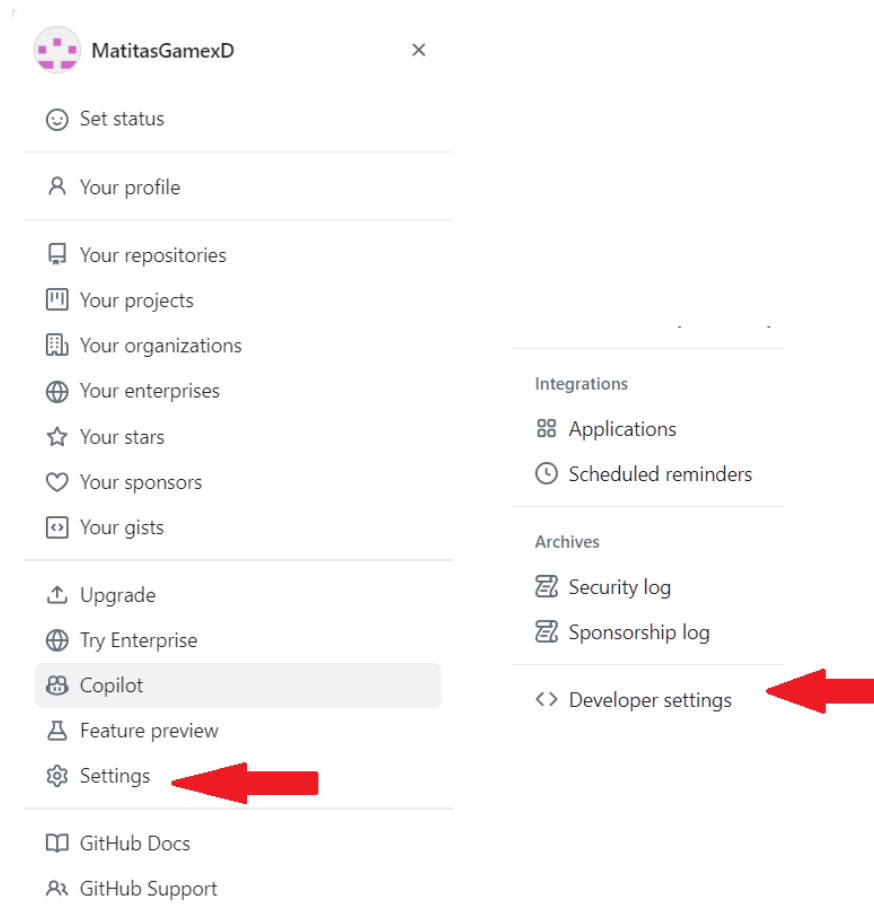 MatitasGamexD
Set status
Your profile
Your repositories
Your projects
Your organizations
Your enterprises
Your stars
Your sponsors
Your gists
Upgrade
Try Enterprise
Copilot
Feature preview
Settings
GitHub Docs
GitHub Support
Integrations
Applications
Scheduled reminders
Archives
Security log
Sponsorship log
Developer settings